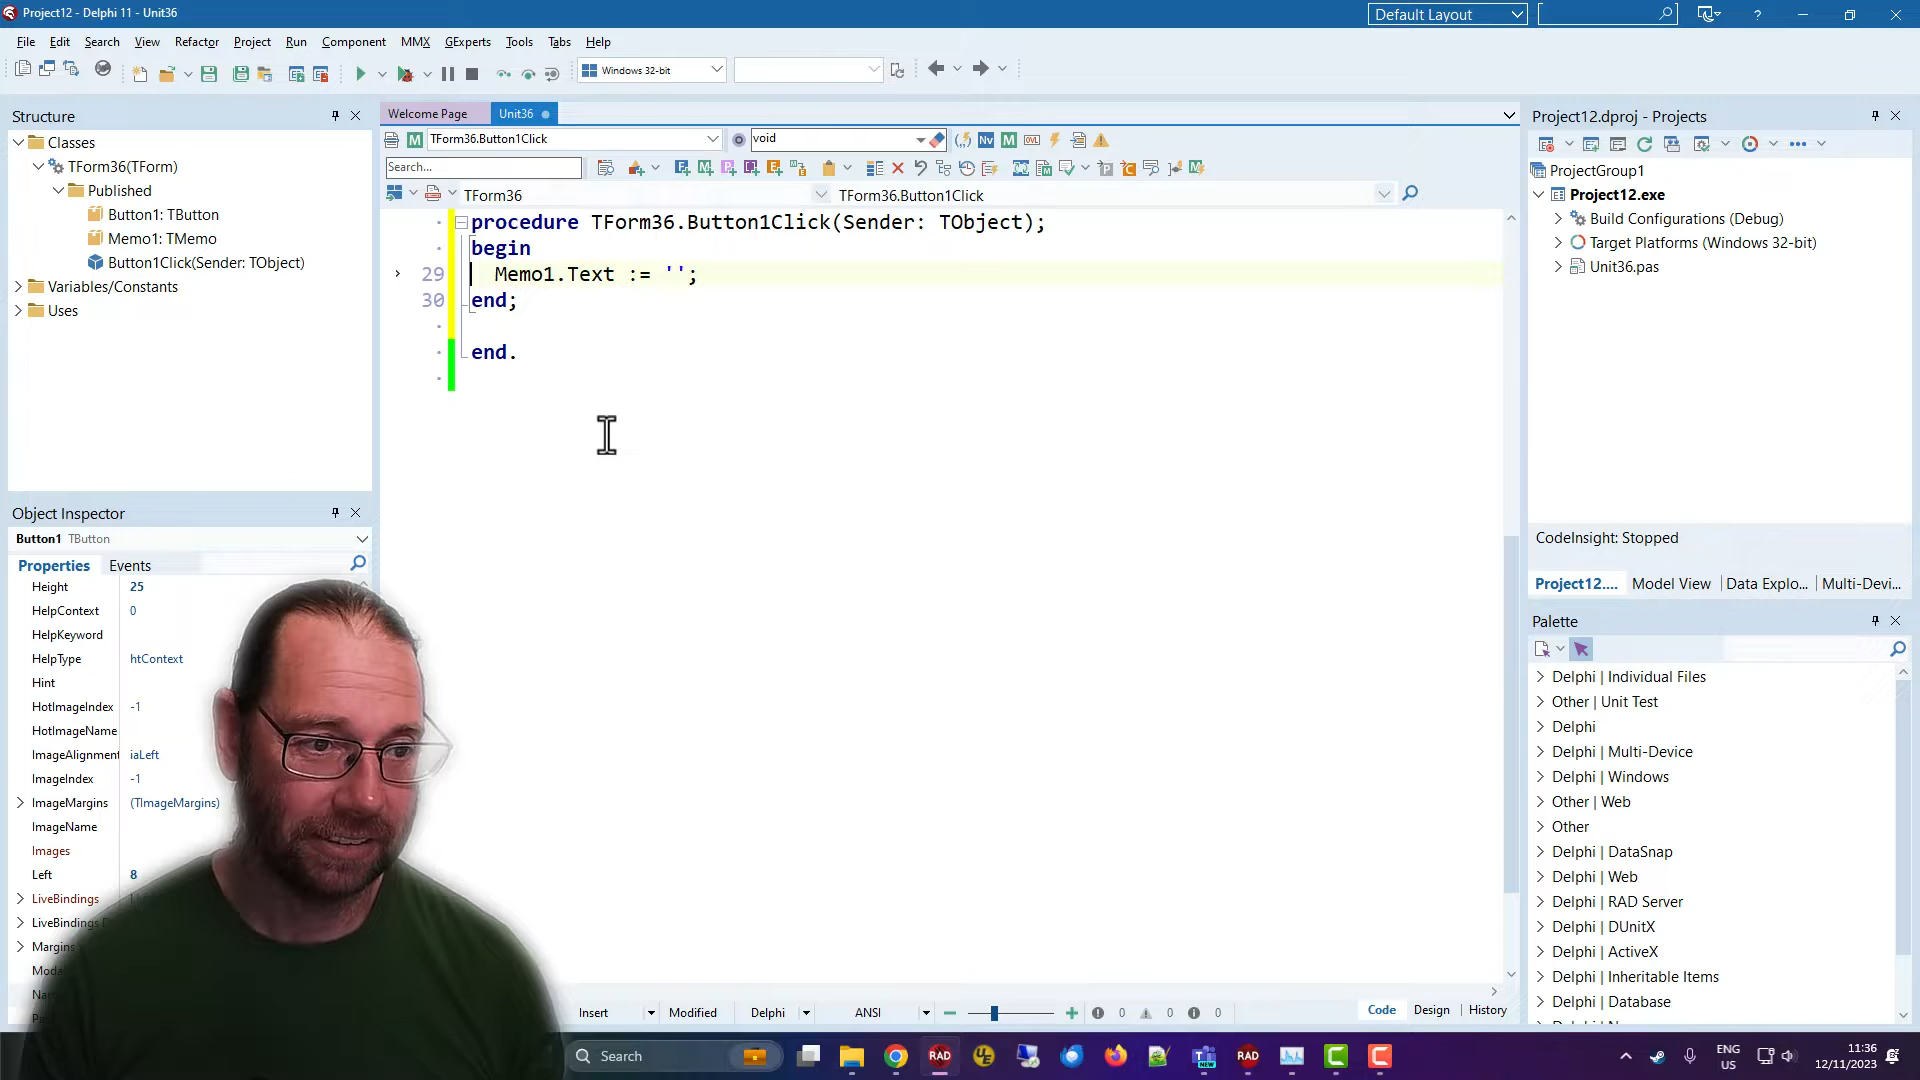 Project12 - Delphi 11 - Unit36
Default Layout
File Edit Search View Refactor Project Run Component MMX GExperts Tools Tabs Help
Windows 32-bit
Structure
Classes
TForm36(TForm)
Published
Button1: TButton
Memo1: TMemo
Button1Click(Sender: TObject)
Variables/Constants
Uses
Object Inspector
Button1 TButton
Properties Events
Height 25
HelpContext 0
HelpKeyword
HelpType htContext
Hint
HotImageIndex -1
HotImageName
ImageAlignment iaLeft
ImageIndex -1
ImageMargins (TImageMargins)
ImageName
Images
Left 8
LiveBindings
LiveBindings
Margins
Welcome Page Unit36
TForm36.Button1Click void
Search...
TForm36 TForm36.Button1Click
procedure TForm36.Button1Click(Sender: TObject);
begin
29 Memo1.Text := '';
30 end;
end.
Insert Modified Delphi ANSI 0 0 0 Code Design History
Project12.dproj - Projects
ProjectGroup1
Project12.exe
Build Configurations (Debug)
Target Platforms (Windows 32-bit)
Unit36.pas
CodeInsight: Stopped
Project12.... Model View Data Explo... Multi-Devi...
Palette
Delphi | Individual Files
Other | Unit Test
Delphi
Delphi | Multi-Device
Delphi | Windows
Other | Web
Other
Delphi | DataSnap
Delphi | Web
Delphi | RAD Server
Delphi | DUnitX
Delphi | ActiveX
Delphi | Inheritable Items
Delphi | Database
Search
RAD
UE
NEW
RAD
ENG
US
11:36
12/11/2023